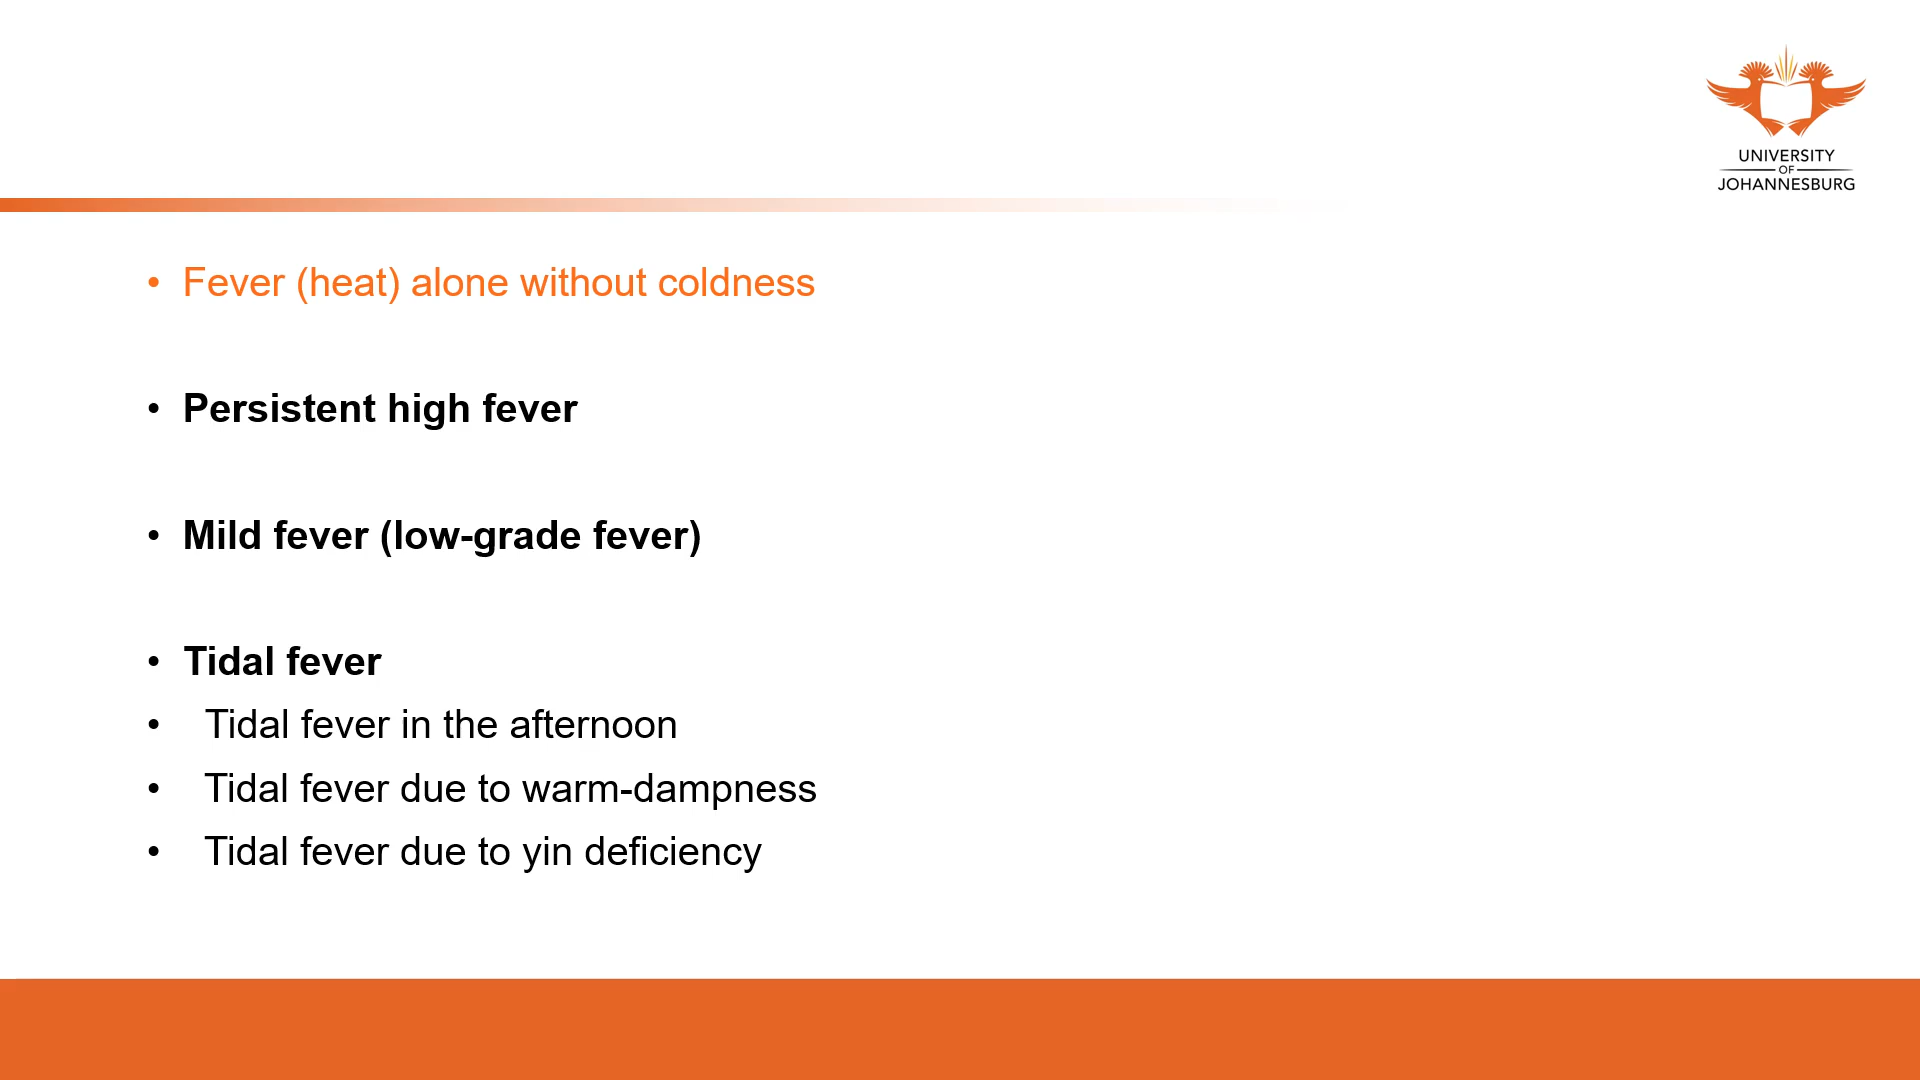 UNIVERSITY
OF
JOHANNESBURG
• Fever (heat) alone without coldness
• Persistent high fever
• Mild fever (low-grade fever)
• Tidal fever
• Tidal fever in the afternoon
• Tidal fever due to warm-dampness
• Tidal fever due to yin deficiency